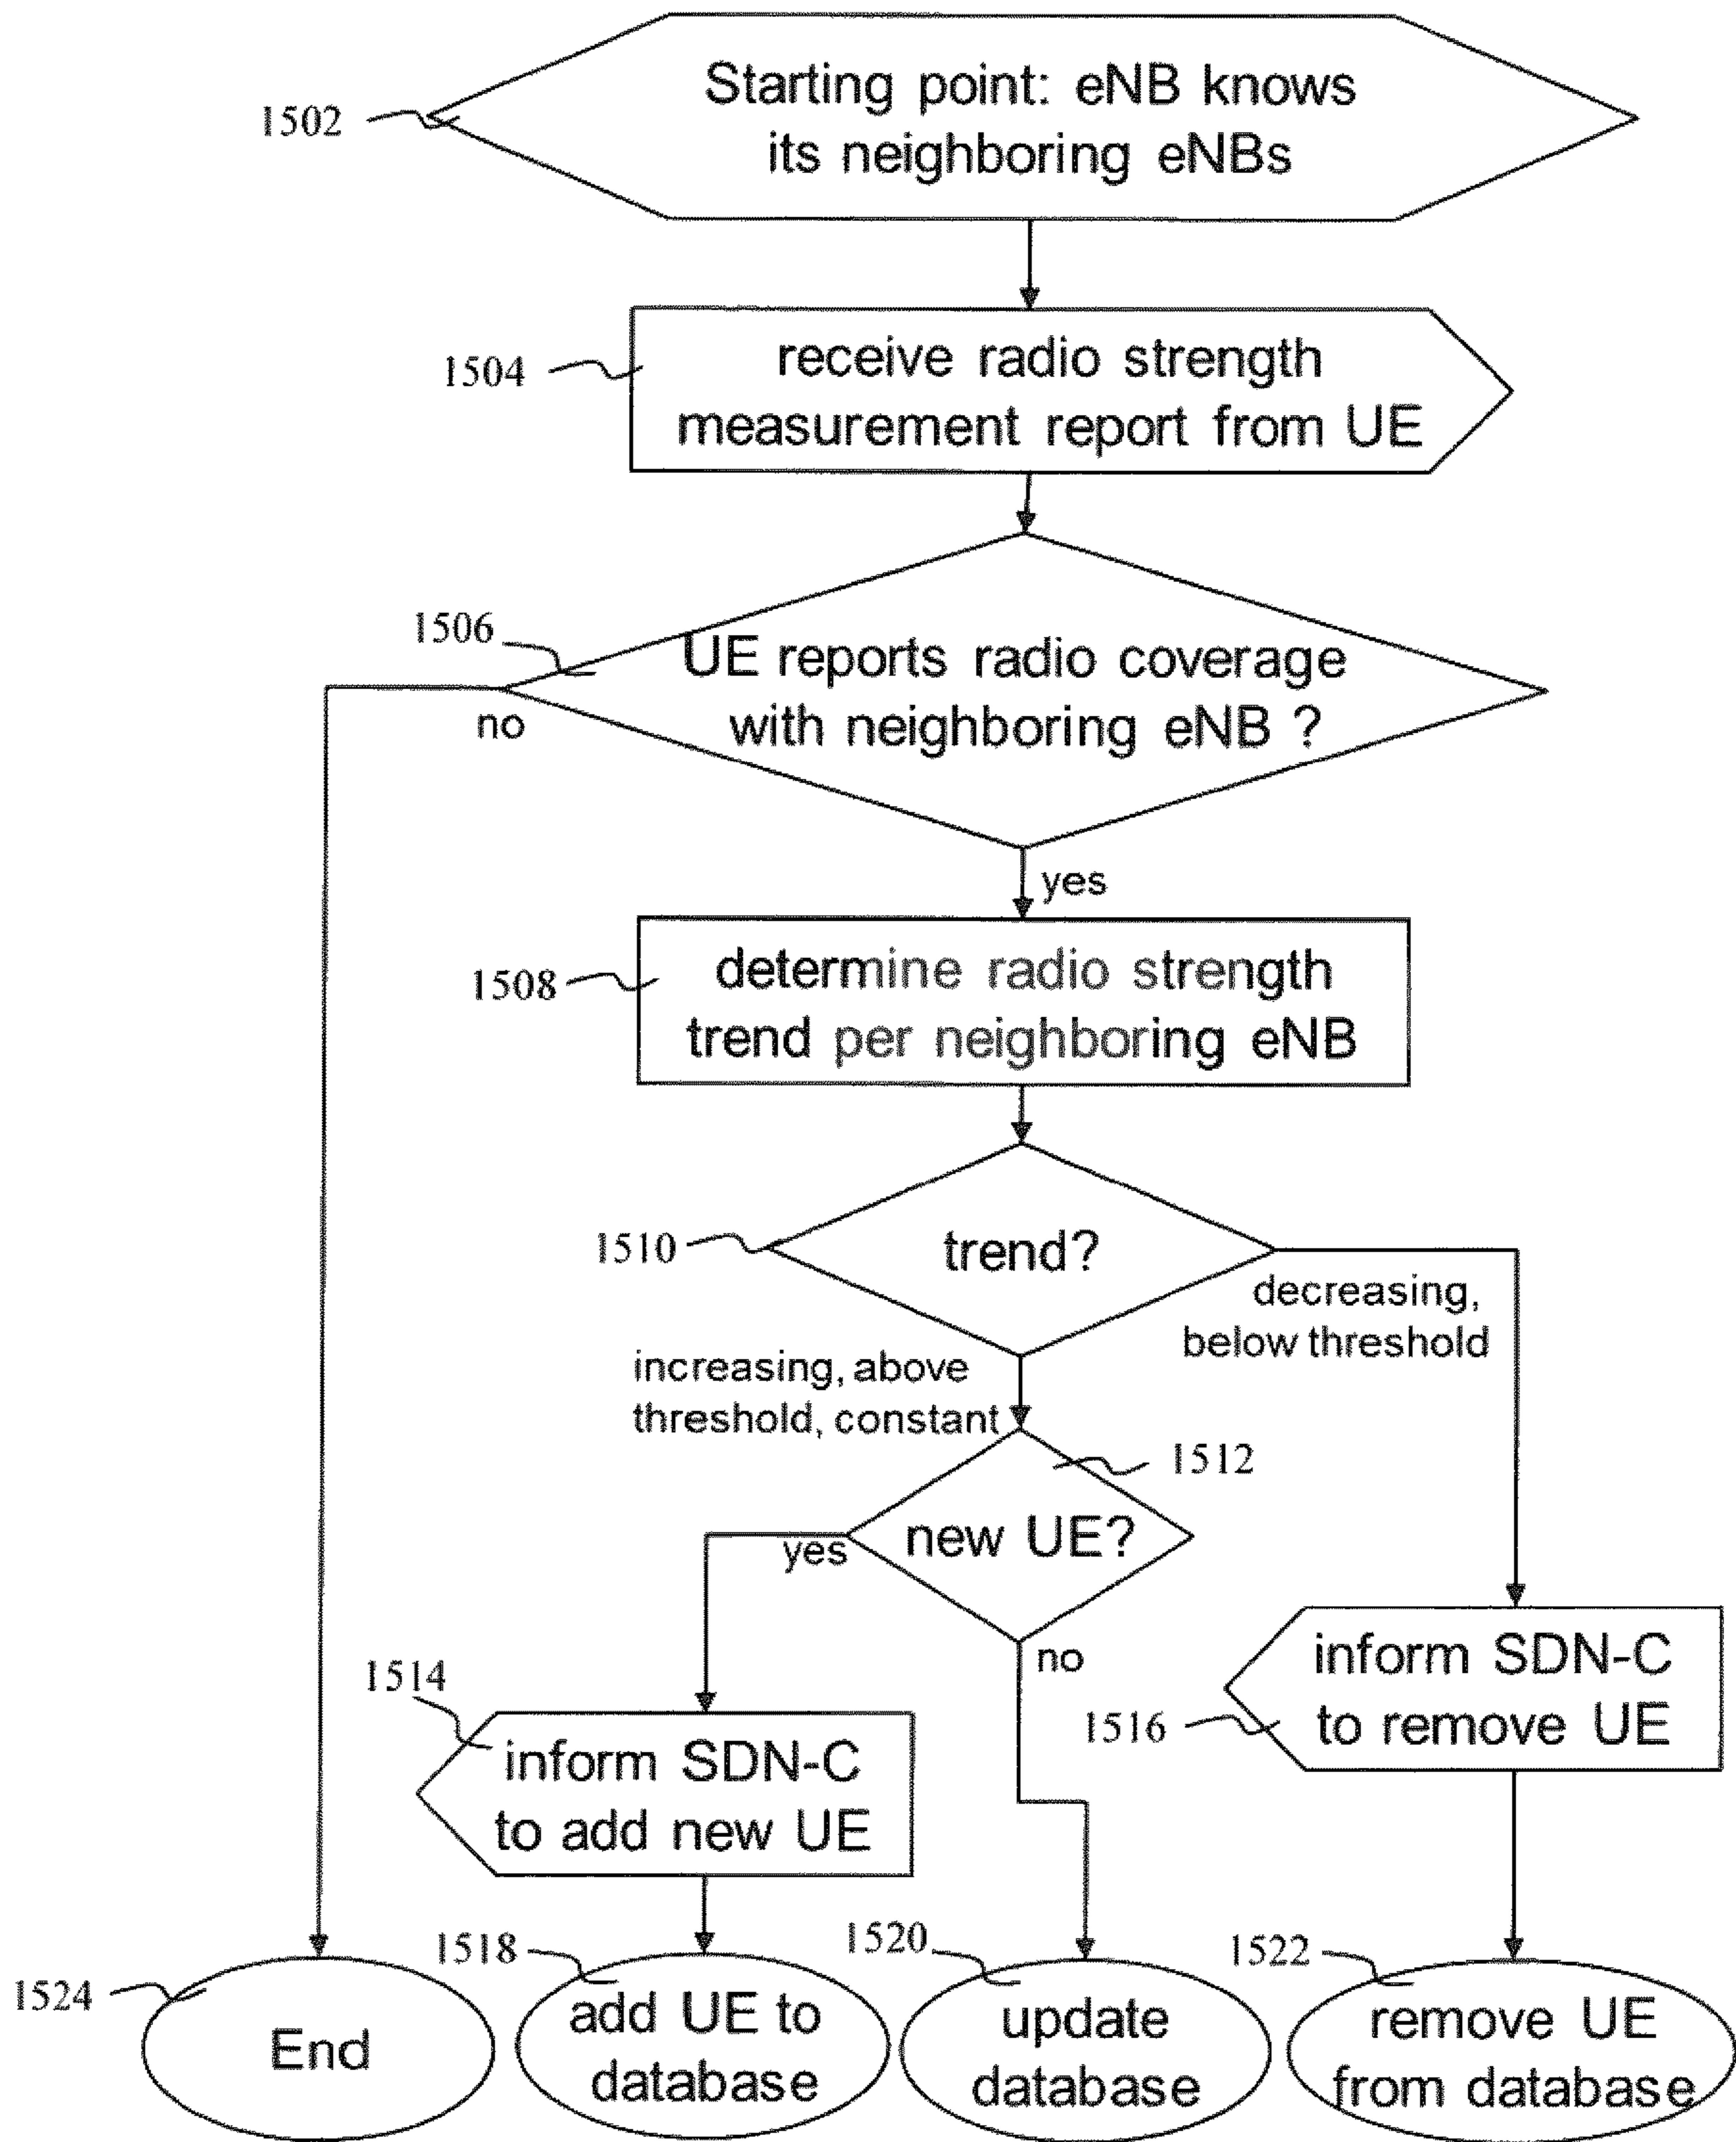 Starting point: eNB knows
its neighboring eNBs
1502
receive radio strength
measurement report from UE
1504
1506
UE reports radio coverage
with neighboring eNB ?
no
yes
determine radio strength
trend per neighboring eNB
1508
1510
trend?
decreasing,
below threshold
increasing, above
threshold, constant
1512
new UE?
yes
no
1514
inform SDN-C
to add new UE
inform SDN-C
to remove UE
1516
1524
End
1518
add UE to
database
1520
update
database
1522
remove UE
from database